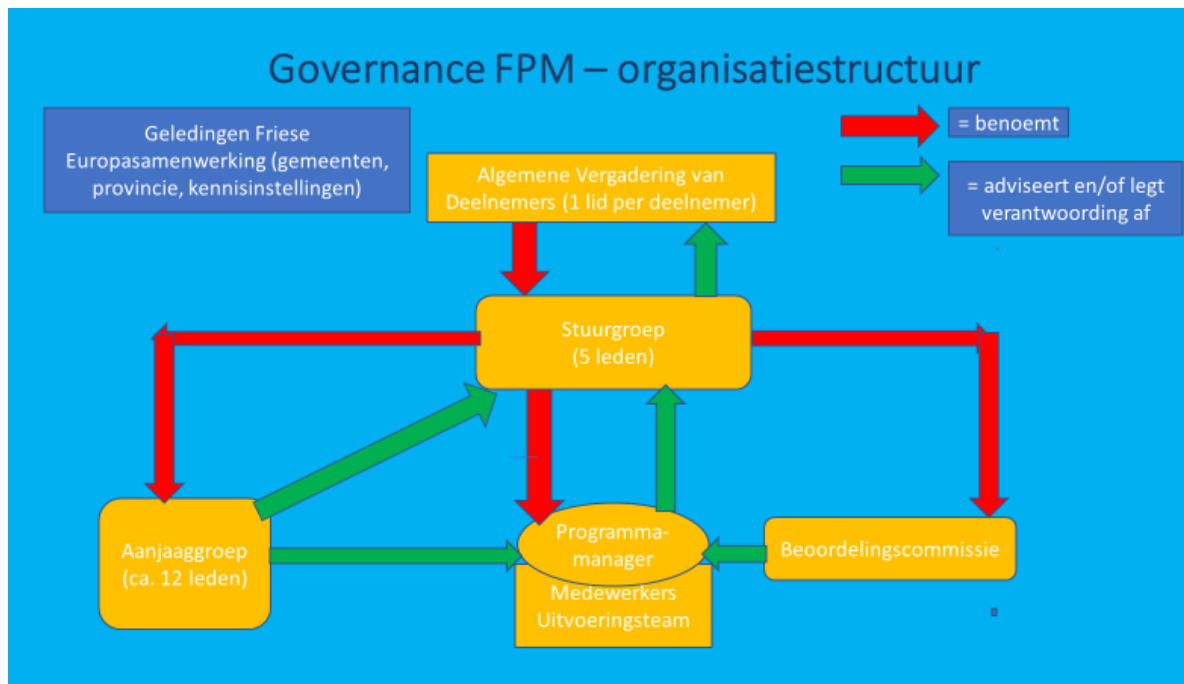 Governance FPM – organisatiestructuur
Geledingen Friese
Europasamenwerking (gemeenten,
provincie, kennisinstellingen)
Algemene Vergadering van
Deelnemers (1 lid per deelnemer)
= benoemt
= adviseert en/of legt
verantwoording af
Stuurgroep
(5 leden)
Aanjaaggroep
(ca. 12 leden)
Programma-
manager
Medewerkers
Uitvoeringsteam
Beoordelingscommissie